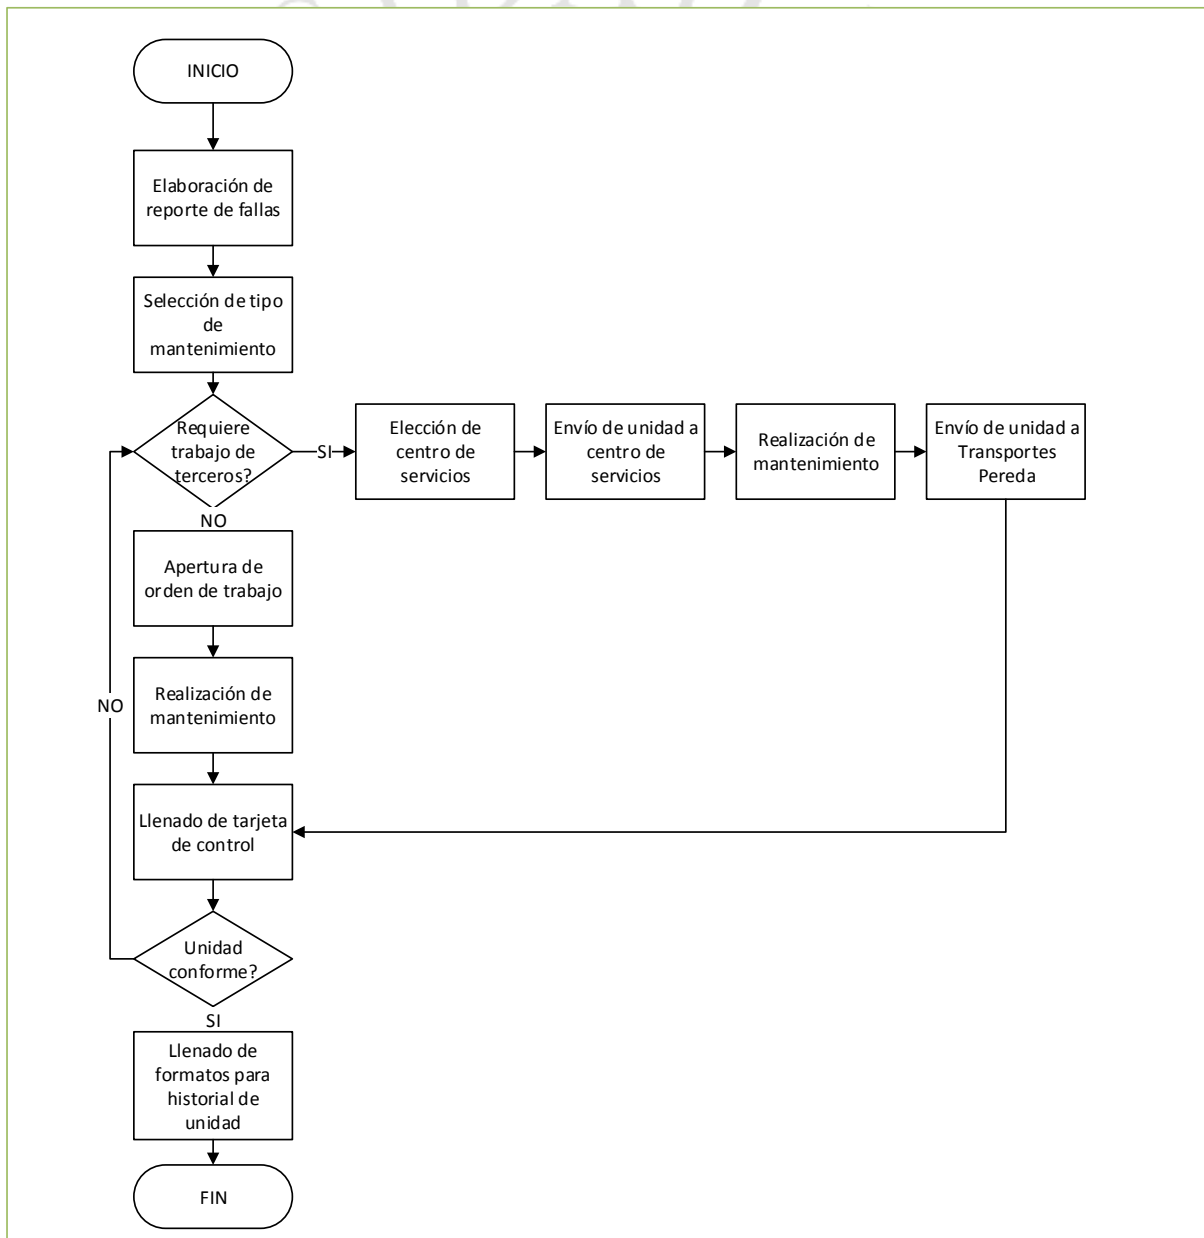 INICIO
Elaboración de
reporte de fallas
Selección de tipo
de
mantenimiento
Requiere
trabajo de
terceros?
SI
Elección de
centro de
servicios
Envío de unidad a
centro de
servicios
Realización de
mantenimiento
Envío de unidad a
Transportes
Pereda
NO
Apertura de
orden de trabajo
Realización de
mantenimiento
NO
Llenado de tarjeta
de control
Unidad
conforme?
SI
Llenado de
formatos para
historial de
unidad
FIN